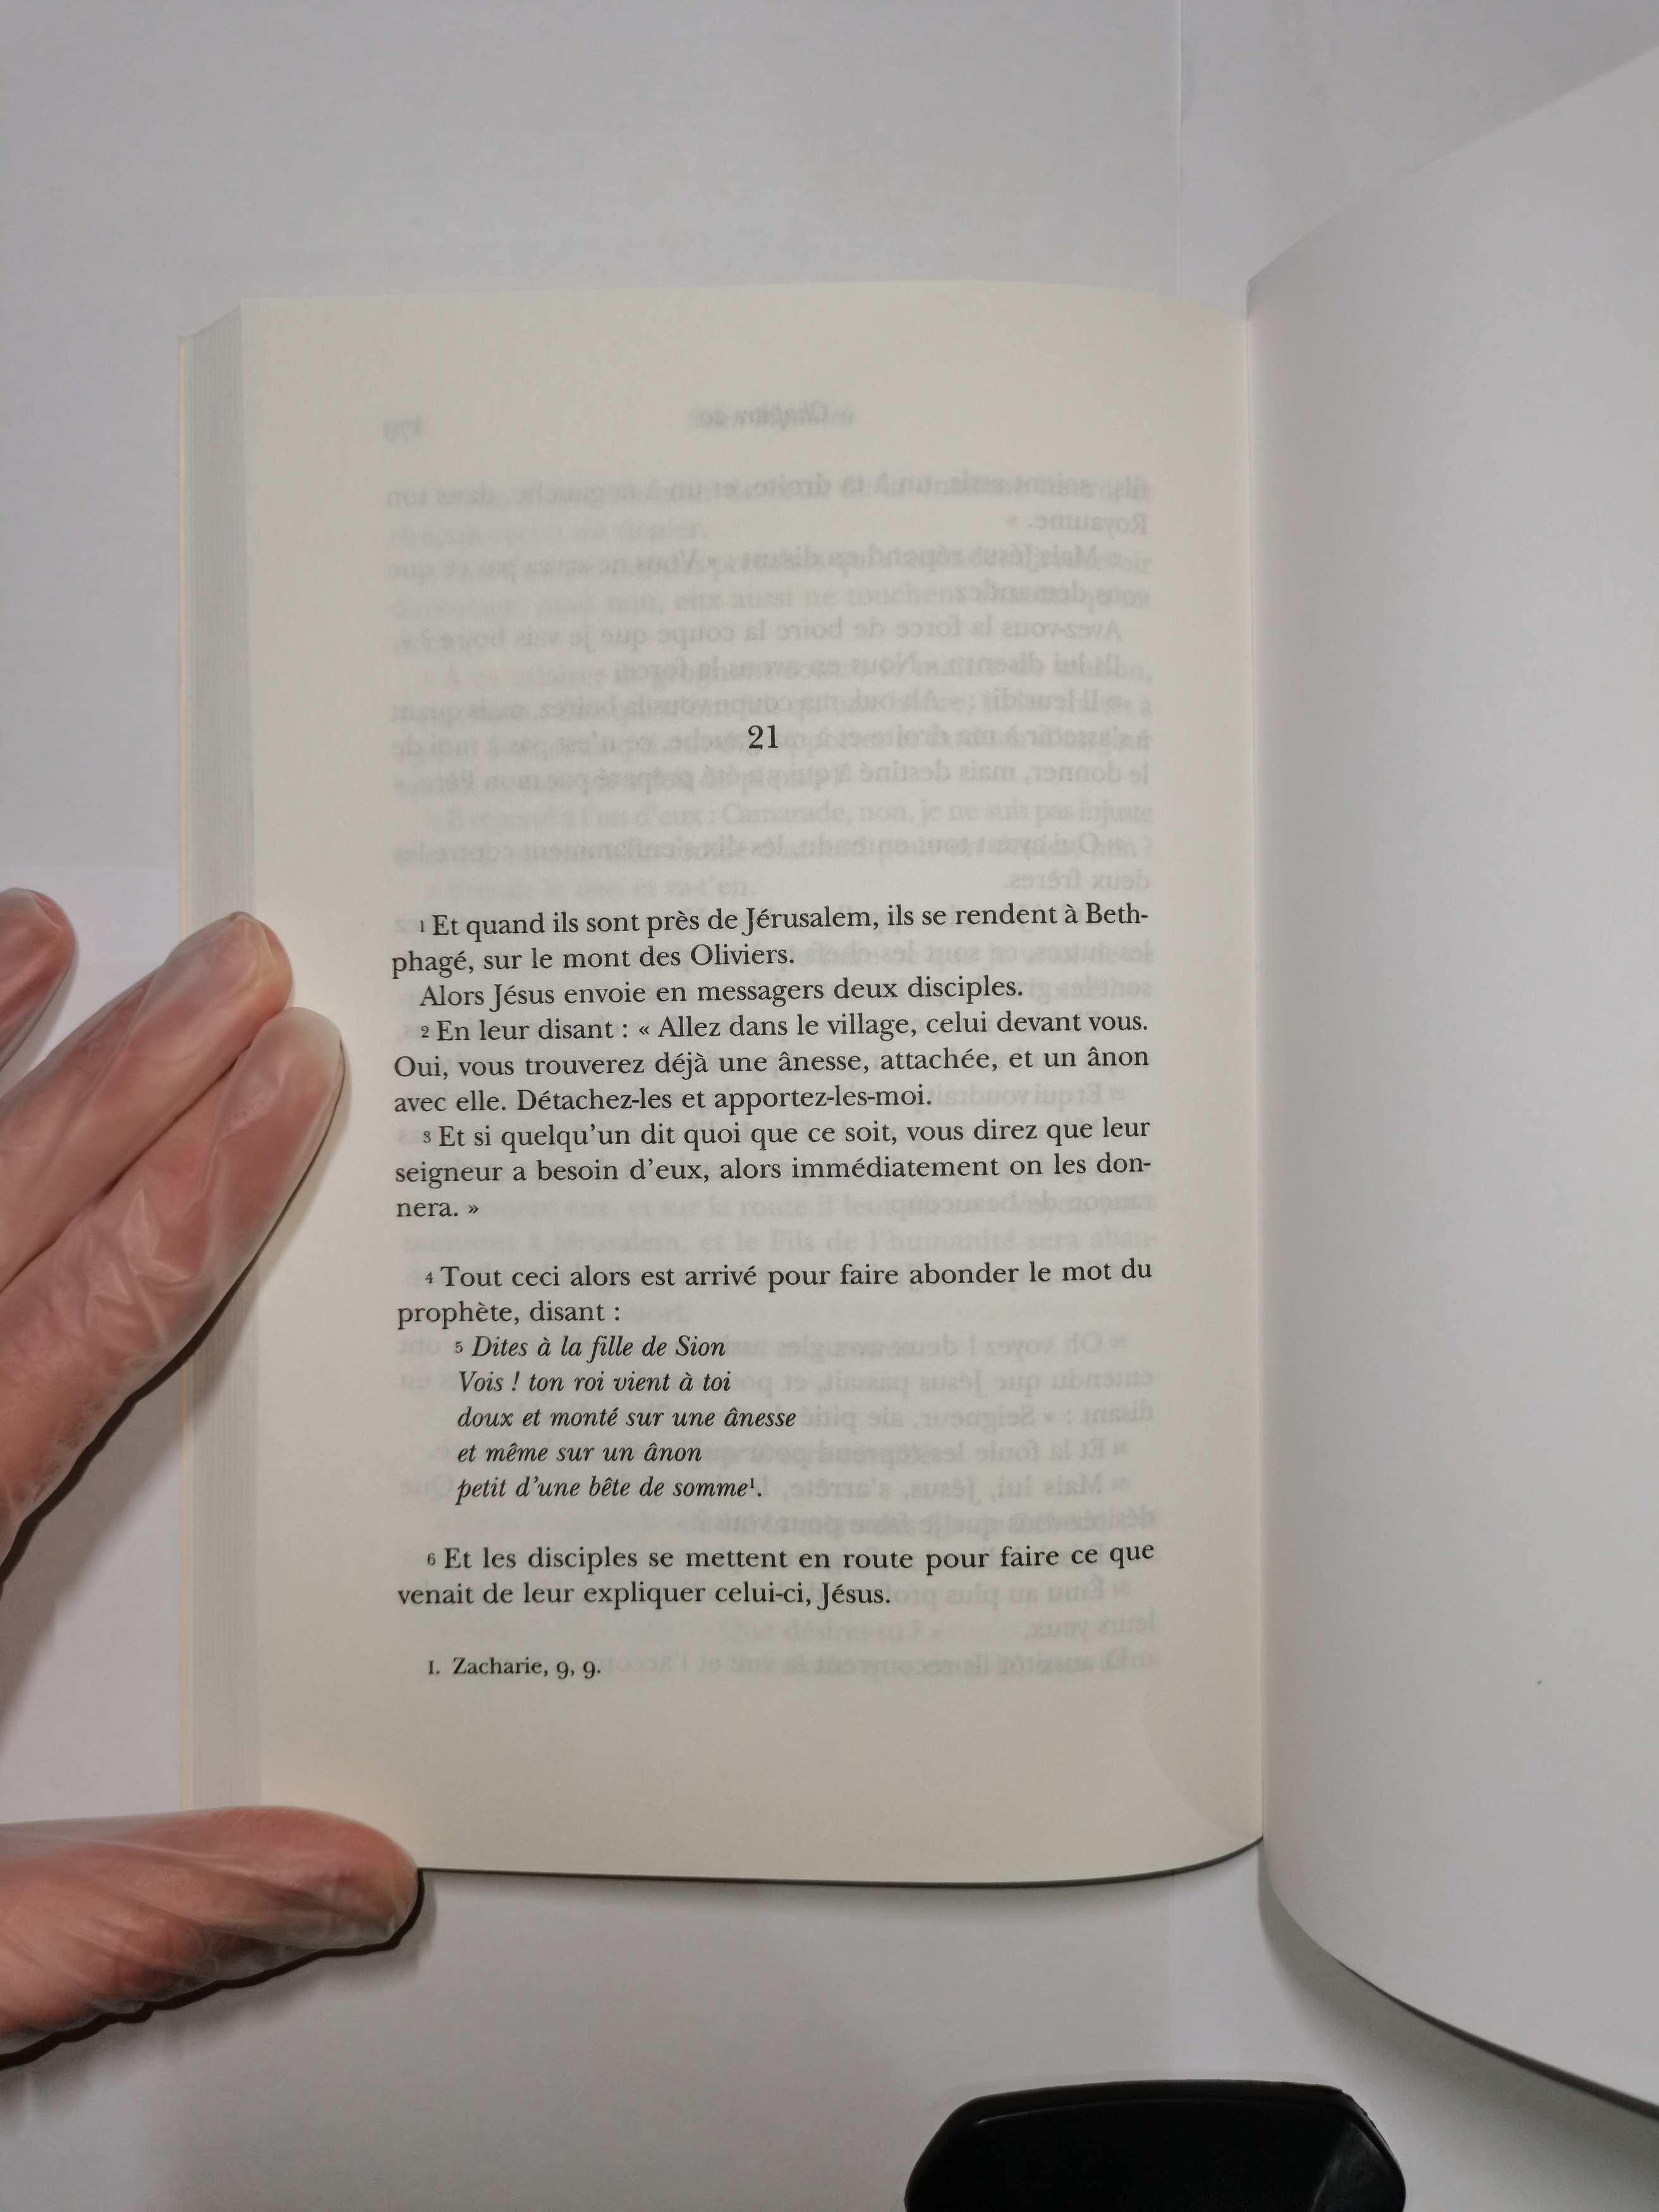 21
1 Et quand ils sont près de Jérusalem, ils se rendent à Beth-
phagé, sur le mont des Oliviers.
Alors Jésus envoie en messagers deux disciples.
2 En leur disant : « Allez dans le village, celui devant vous.
Oui, vous trouverez déjà une ânesse, attachée, et un ânon
avec elle. Détachez-les et apportez-les-moi.
3 Et si quelqu'un dit quoi que ce soit, vous direz que leur
seigneur a besoin d'eux, alors immédiatement on les don-
nera. »
4 Tout ceci alors est arrivé pour faire abonder le mot du
prophète, disant :
5 Dites à la fille de Sion
Vois ! ton roi vient à toi
doux et monté sur une ânesse
et même sur un ânon
petit d'une bête de somme¹.
6 Et les disciples se mettent en route pour faire ce que
venait de leur expliquer celui-ci, Jésus.
1. Zacharie, 9, 9.